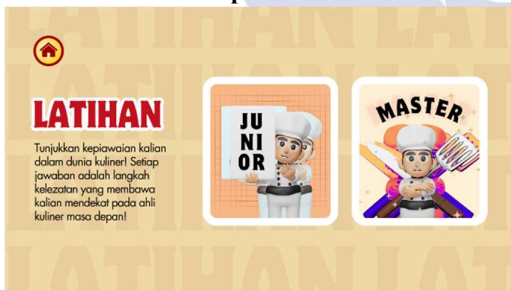 LATIHAN
Tunjukkan kepiawaian kalian
dalam dunia kuliner! Setiap
jawaban adalah langkah
kelezatan yang membawa
kalian mendekat pada ahli
kuliner masa depan!
JU
NI
OR
MASTER